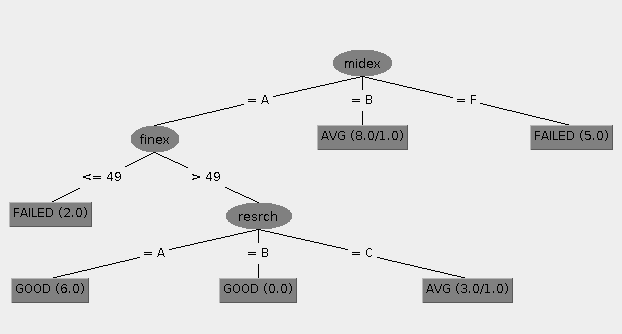 midex
= A
= B
= F
finex
AVG (8.0/1.0)
FAILED (5.0)
<= 49
> 49
FAILED (2.0)
resrch
= A
= B
= C
GOOD (6.0)
GOOD (0.0)
AVG (3.0/1.0)